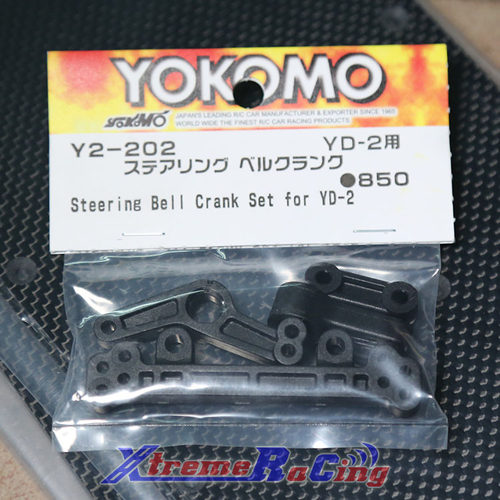 YOKOMO
YOKOMO JAPAN'S LEADING R/C CAR MANUFACTURER & EXPORTER SINCE 1965
WORLD WIDE THE FINEST R/C CAR RACING PRODUCTS
Y2-202 YD-2用
ステアリング ベルクランク
●850
Steering Bell Crank Set for YD-2
XtremeRaCing